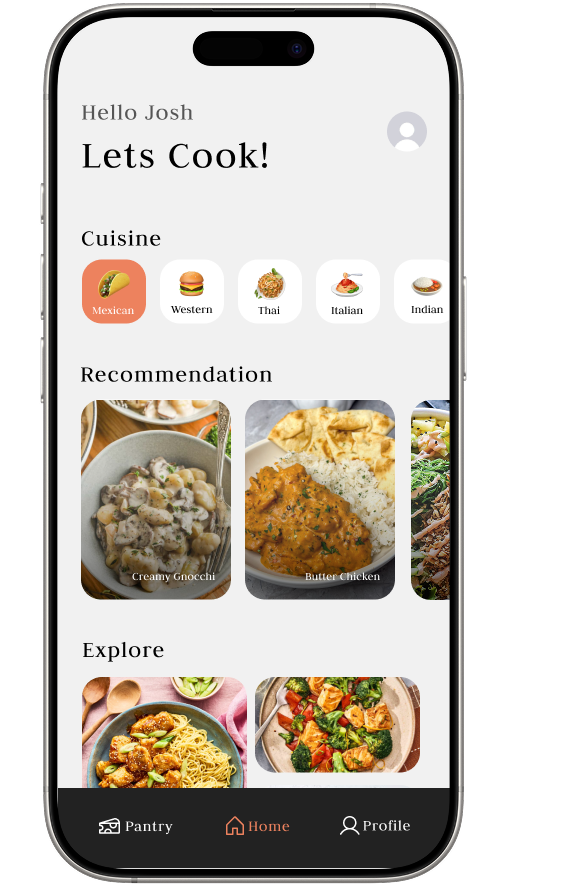 Hello Josh
Lets Cook!
Cuisine
Mexican
Western
Thai
Italian
Indian
Recommendation
Creamy Gnocchi
Butter Chicken
Explore
Pantry
Home
Profile